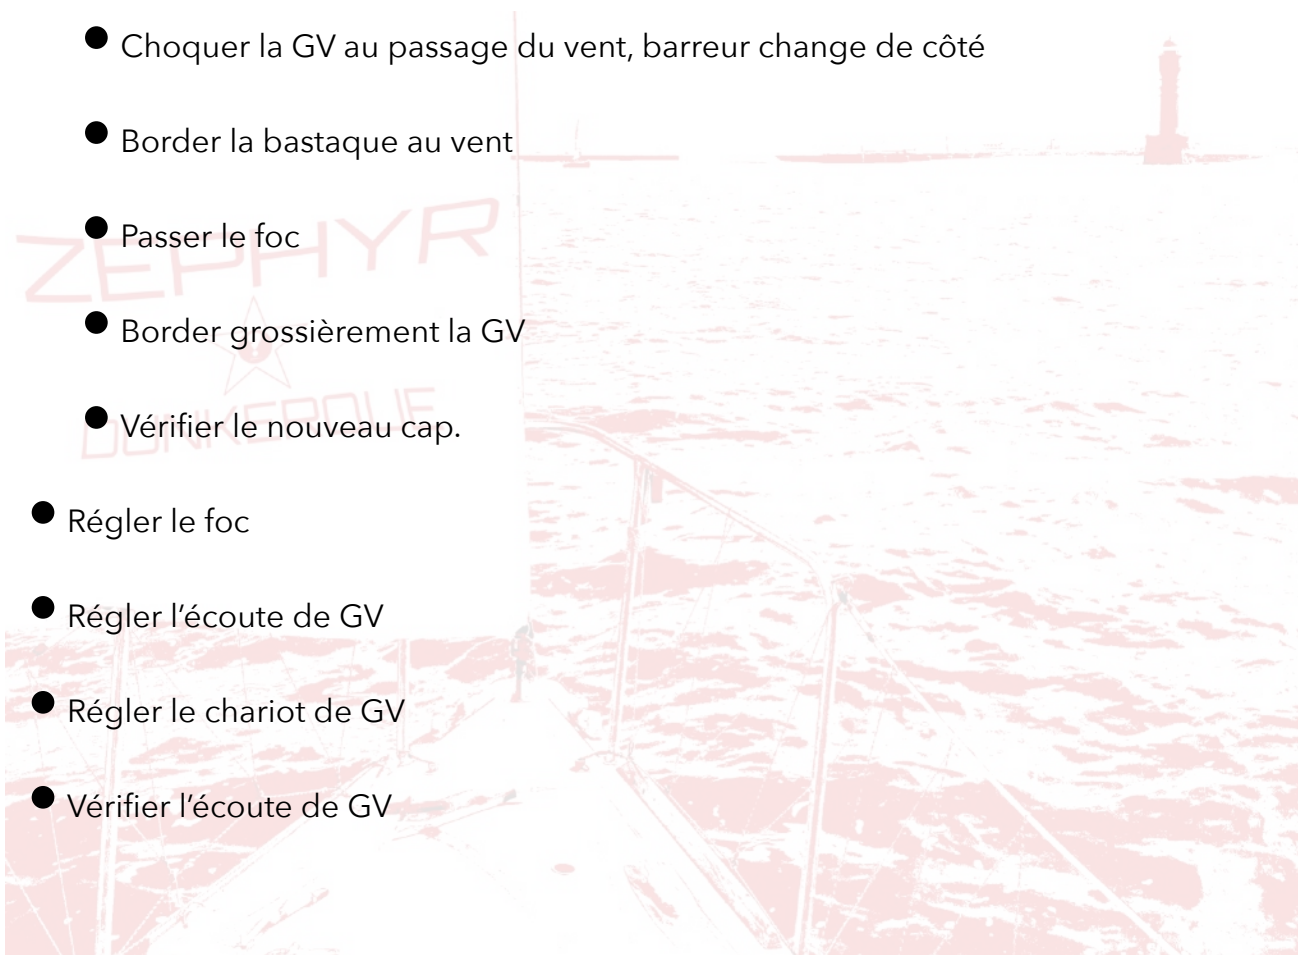 Choquer la GV au passage du vent, barreur change de côté
Border la bastaque au vent
Passer le foc
ZEPHYR
Border grossièrement la GV
Vérifier le nouveau cap.
DUNKERQUE
Régler le foc
Régler l’écoute de GV
Régler le chariot de GV
Vérifier l’écoute de GV